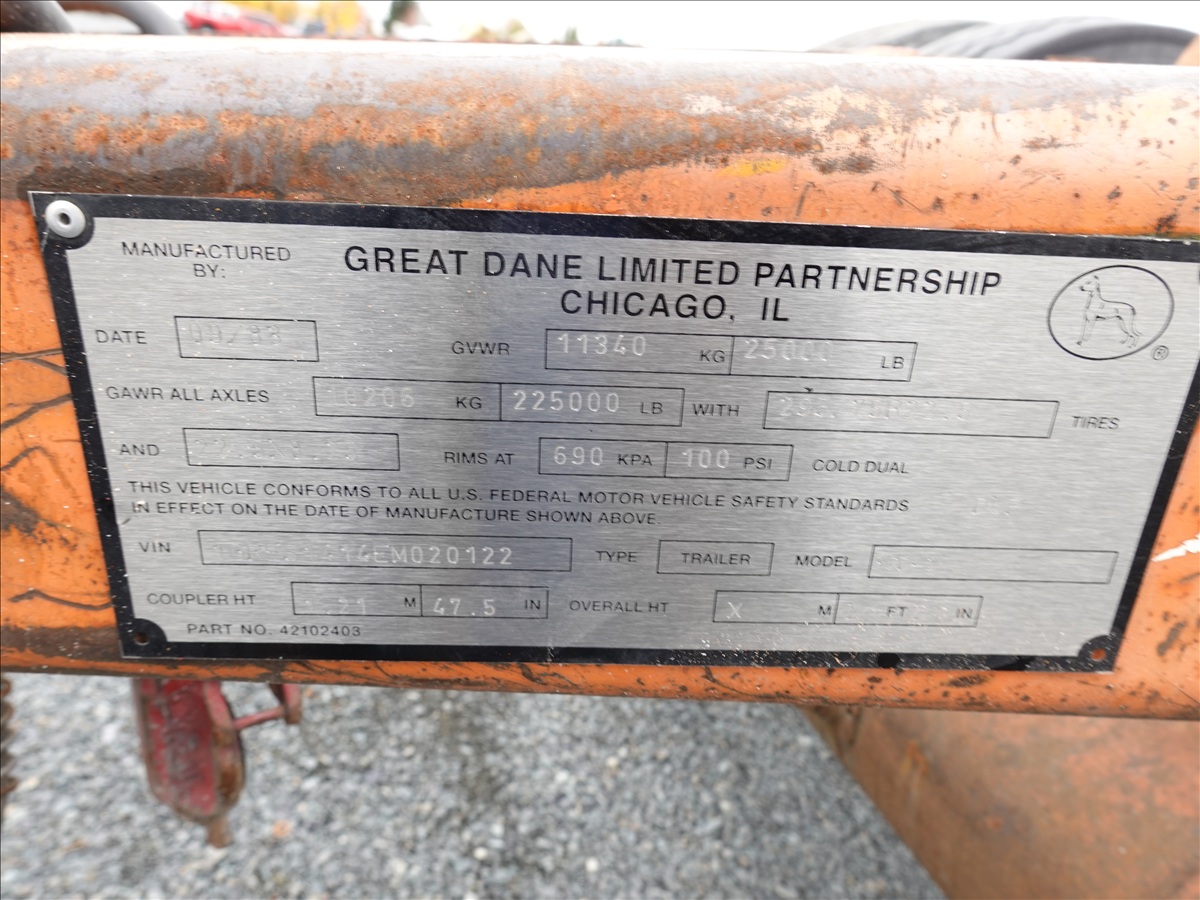 MANUFACTURED BY:
GREAT DANE LIMITED PARTNERSHIP
CHICAGO, IL
®
DATE GVWR 11340 KG 25000 LB
GAWR ALL AXLES 10206 KG 225000 LB WITH TIRES
AND RIMS AT 690 KPA 100 PSI COLD DUAL
THIS VEHICLE CONFORMS TO ALL U.S. FEDERAL MOTOR VEHICLE SAFETY STANDARDS
IN EFFECT ON THE DATE OF MANUFACTURE SHOWN ABOVE.
VIN 14EM020122 TYPE TRAILER MODEL
COUPLER HT M 47.5 IN OVERALL HT X M FT IN
PART NO. 42102403